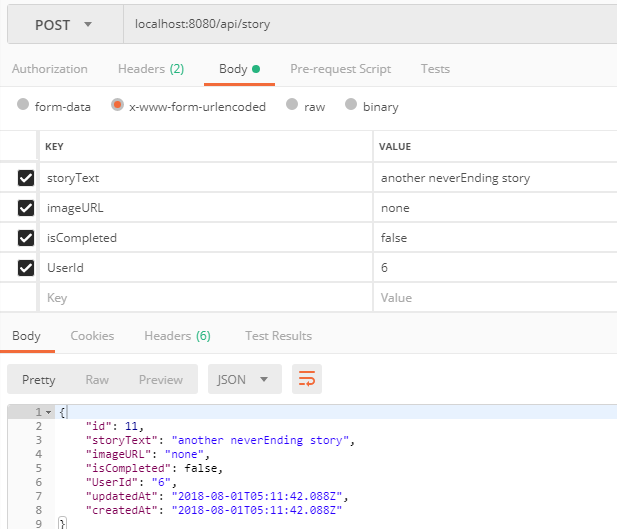 POST localhost:8080/api/story
Authorization Headers (2) Body Pre-request Script Tests
form-data x-www-form-urlencoded raw binary
KEY VALUE
storyText another neverEnding story
imageURL none
isCompleted false
UserId 6
Key Value
Body Cookies Headers (6) Test Results
Pretty Raw Preview JSON
1 {
2 "id": 11,
3 "storyText": "another neverEnding story",
4 "imageURL": "none",
5 "isCompleted": false,
6 "UserId": "6",
7 "updatedAt": "2018-08-01T05:11:42.088Z",
8 "createdAt": "2018-08-01T05:11:42.088Z"
9 }